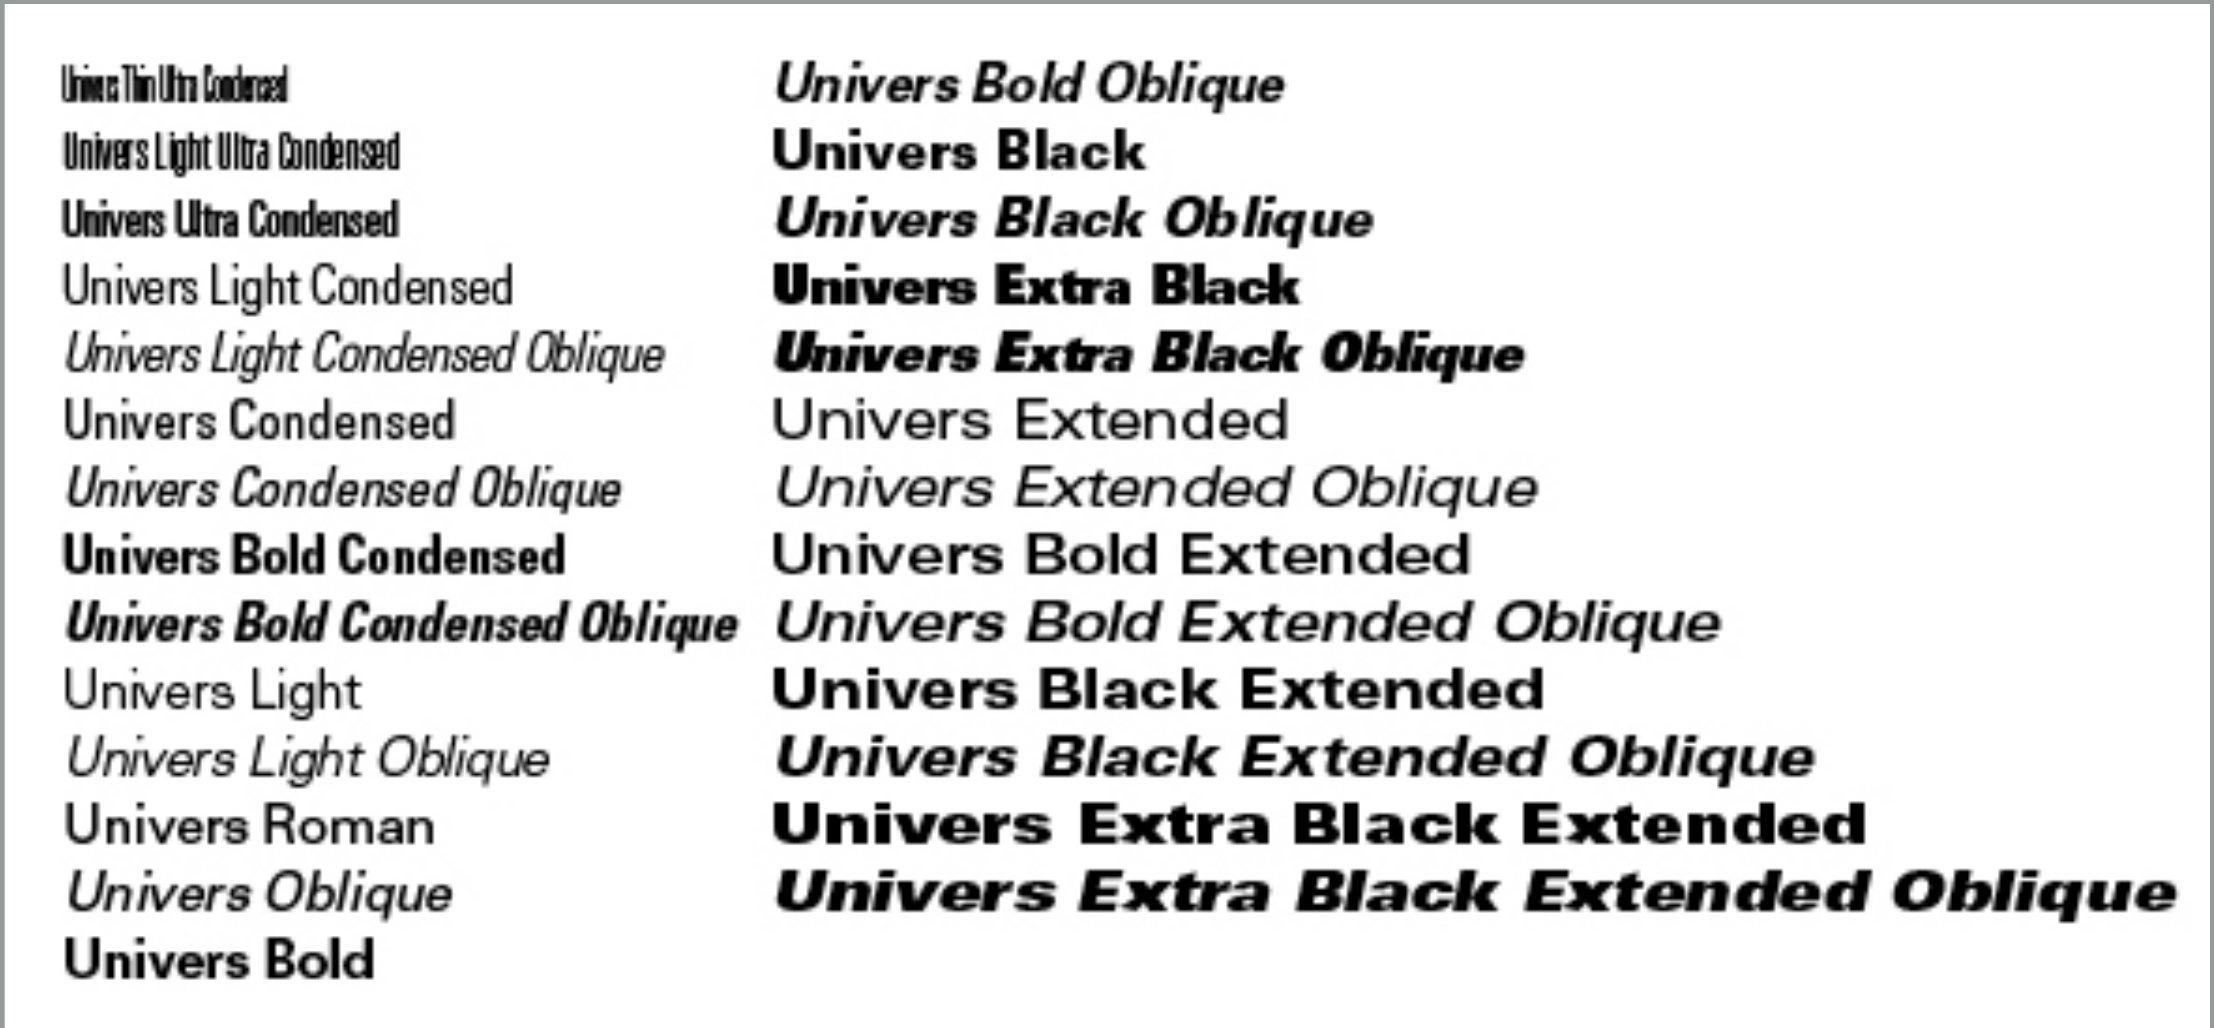 Univers Thin Ultra Condensed
Univers Light Ultra Condensed
Univers Ultra Condensed
Univers Light Condensed
Univers Light Condensed Oblique
Univers Condensed
Univers Condensed Oblique
Univers Bold Condensed
Univers Bold Condensed Oblique
Univers Light
Univers Light Oblique
Univers Roman
Univers Oblique
Univers Bold
Univers Bold Oblique
Univers Black
Univers Black Oblique
Univers Extra Black
Univers Extra Black Oblique
Univers Extended
Univers Extended Oblique
Univers Bold Extended
Univers Bold Extended Oblique
Univers Black Extended
Univers Black Extended Oblique
Univers Extra Black Extended
Univers Extra Black Extended Oblique